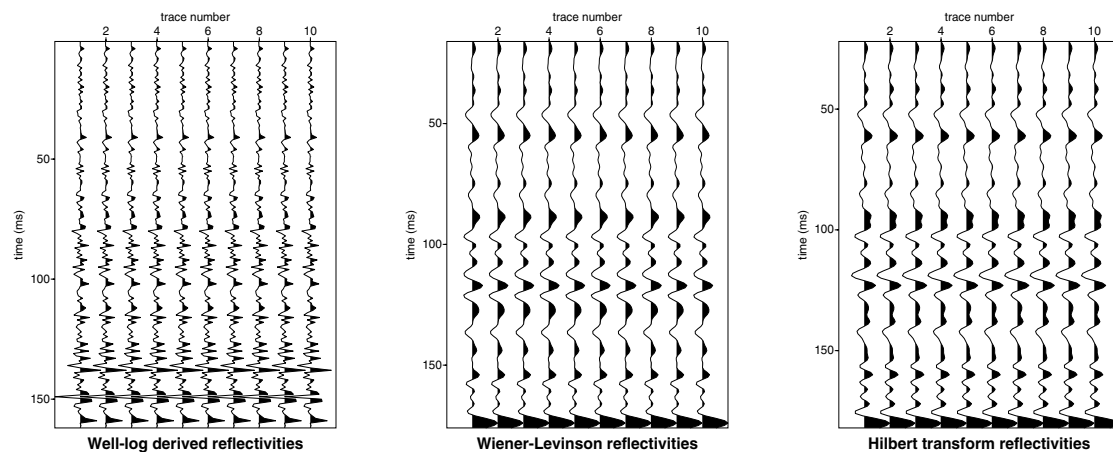 trace number
2 4 6 8 10
time (ms)
50
100
150
Well-log derived reflectivities
trace number
2 4 6 8 10
time (ms)
50
100
150
Wiener-Levinson reflectivities
trace number
2 4 6 8 10
time (ms)
50
100
150
Hilbert transform reflectivities